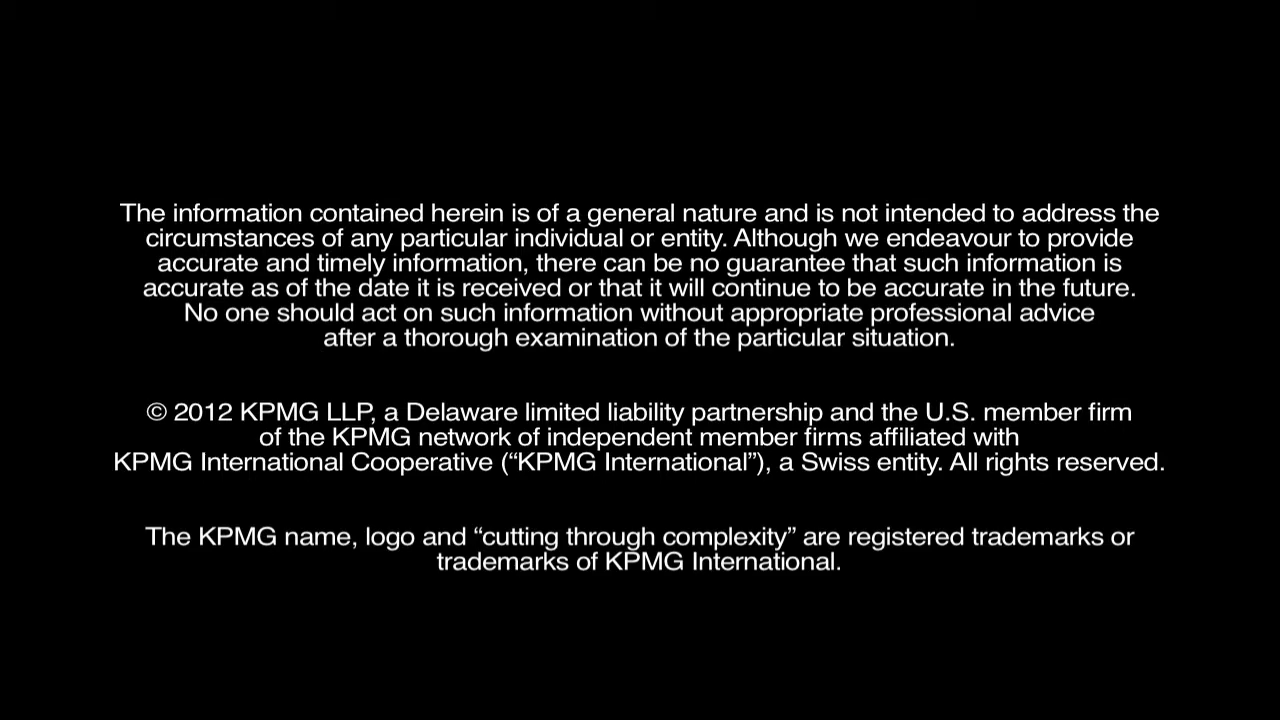 The information contained herein is of a general nature and is not intended to address the
circumstances of any particular individual or entity. Although we endeavour to provide
accurate and timely information, there can be no guarantee that such information is
accurate as of the date it is received or that it will continue to be accurate in the future.
No one should act on such information without appropriate professional advice
after a thorough examination of the particular situation.
© 2012 KPMG LLP, a Delaware limited liability partnership and the U.S. member firm
of the KPMG network of independent member firms affiliated with
KPMG International Cooperative (“KPMG International”), a Swiss entity. All rights reserved.
The KPMG name, logo and “cutting through complexity” are registered trademarks or
trademarks of KPMG International.